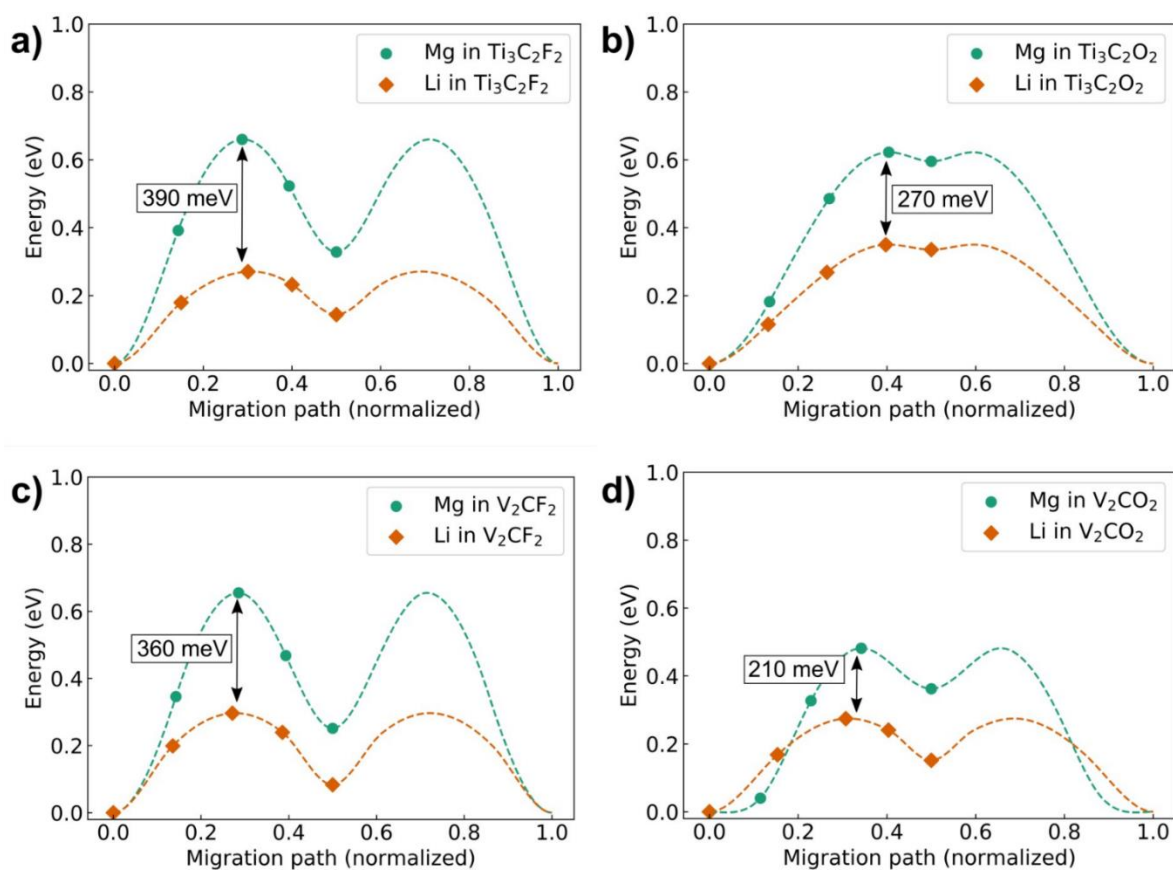 a)
1.0
0.8
0.6
0.4
0.2
0.0
Energy (eV)
Mg in Ti₃C₂F₂
Li in Ti₃C₂F₂
390 meV
0.0 0.2 0.4 0.6 0.8 1.0
Migration path (normalized)
b)
1.0
0.8
0.6
0.4
0.2
0.0
Energy (eV)
Mg in Ti₃C₂O₂
Li in Ti₃C₂O₂
270 meV
0.0 0.2 0.4 0.6 0.8 1.0
Migration path (normalized)
c)
1.0
0.8
0.6
0.4
0.2
0.0
Energy (eV)
Mg in V₂CF₂
Li in V₂CF₂
360 meV
0.0 0.2 0.4 0.6 0.8 1.0
Migration path (normalized)
d)
1.0
0.8
0.6
0.4
0.2
0.0
Energy (eV)
Mg in V₂CO₂
Li in V₂CO₂
210 meV
0.0 0.2 0.4 0.6 0.8 1.0
Migration path (normalized)